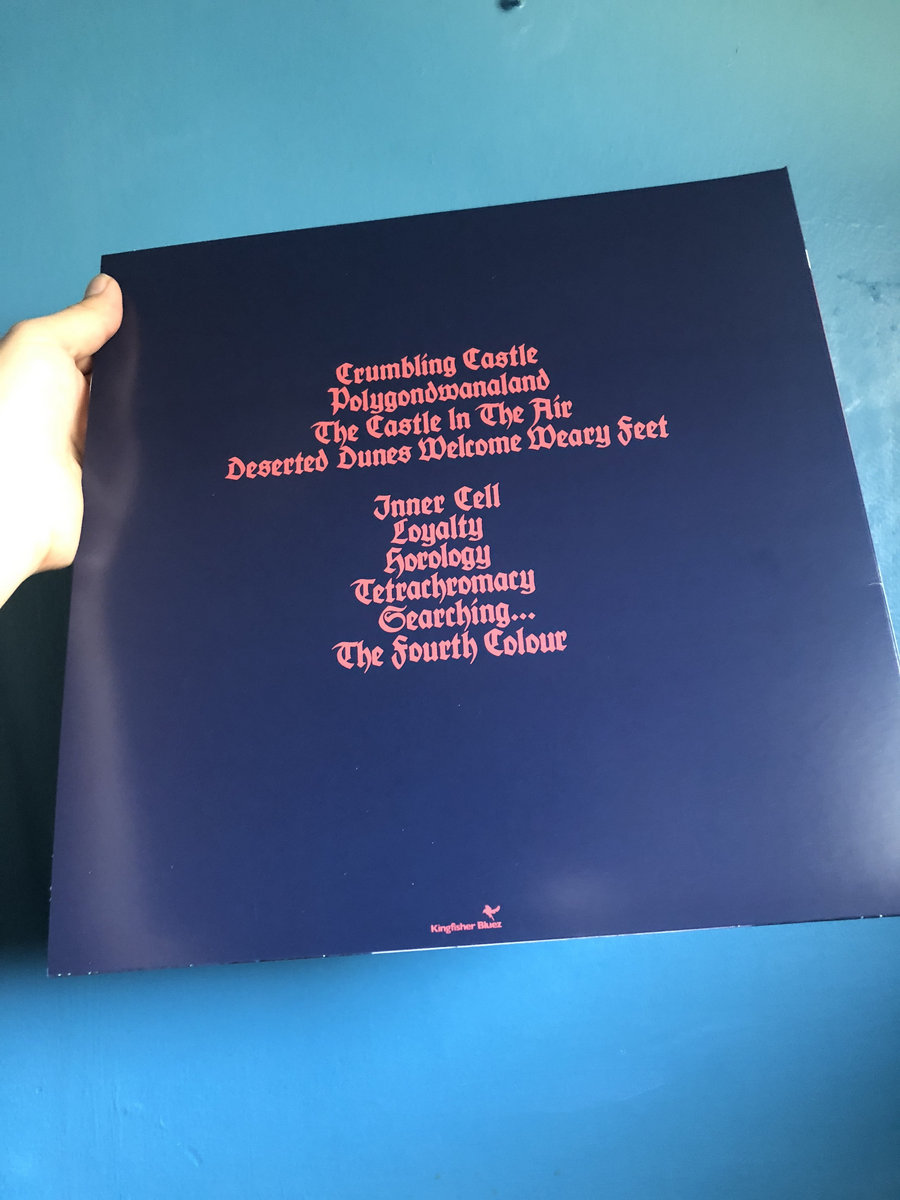 Crumbling Castle
Polygondwanaland
The Castle In The Air
Deserted Dunes Welcome Weary Feet
Inner Cell
Loyalty
Horology
Tetrachromacy
Searching...
The Fourth Colour
Kingfisher Bluez